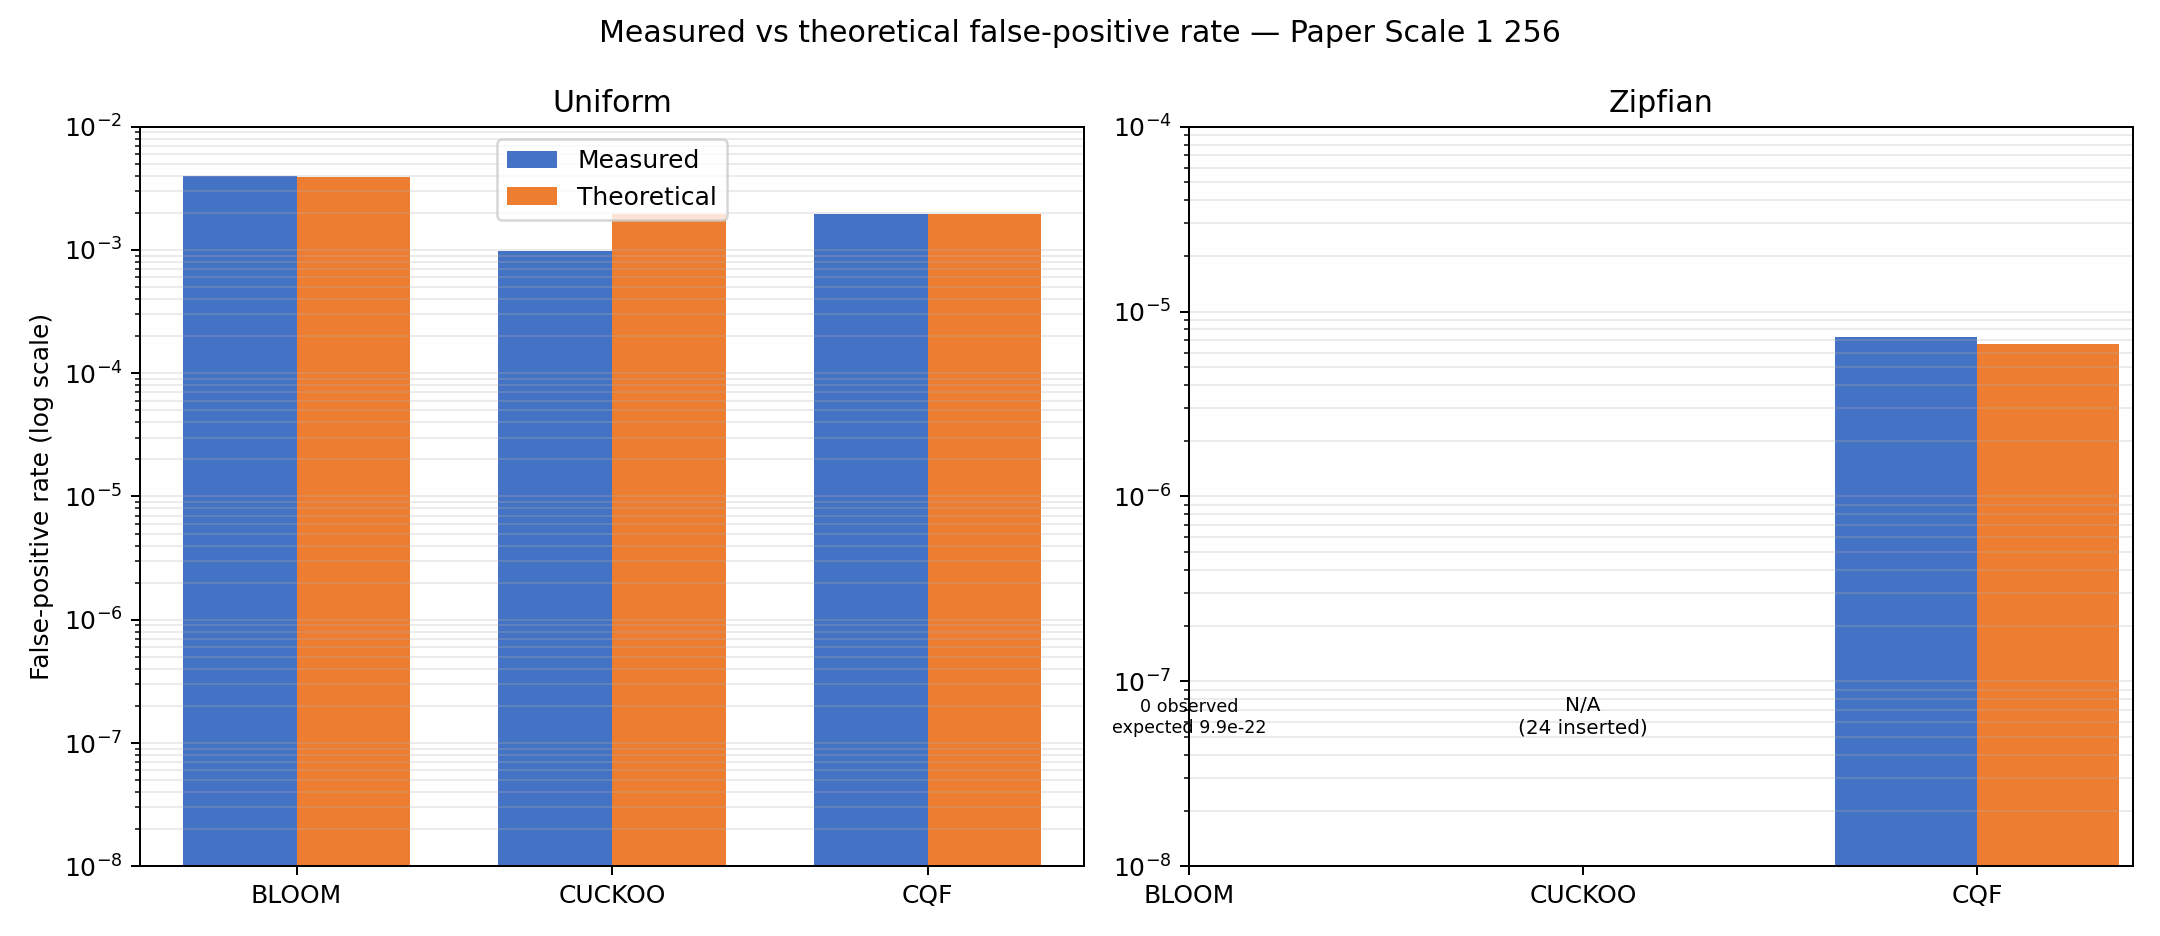 Measured vs theoretical false-positive rate — Paper Scale 1 256
Uniform
Measured
Theoretical
False-positive rate (log scale)
10⁻²
10⁻³
10⁻⁴
10⁻⁵
10⁻⁶
10⁻⁷
10⁻⁸
BLOOM CUCKOO CQF
Zipfian
10⁻⁴
10⁻⁵
10⁻⁶
10⁻⁷
10⁻⁸
0 observed
expected 9.9e-22
N/A
(24 inserted)
BLOOM CUCKOO CQF